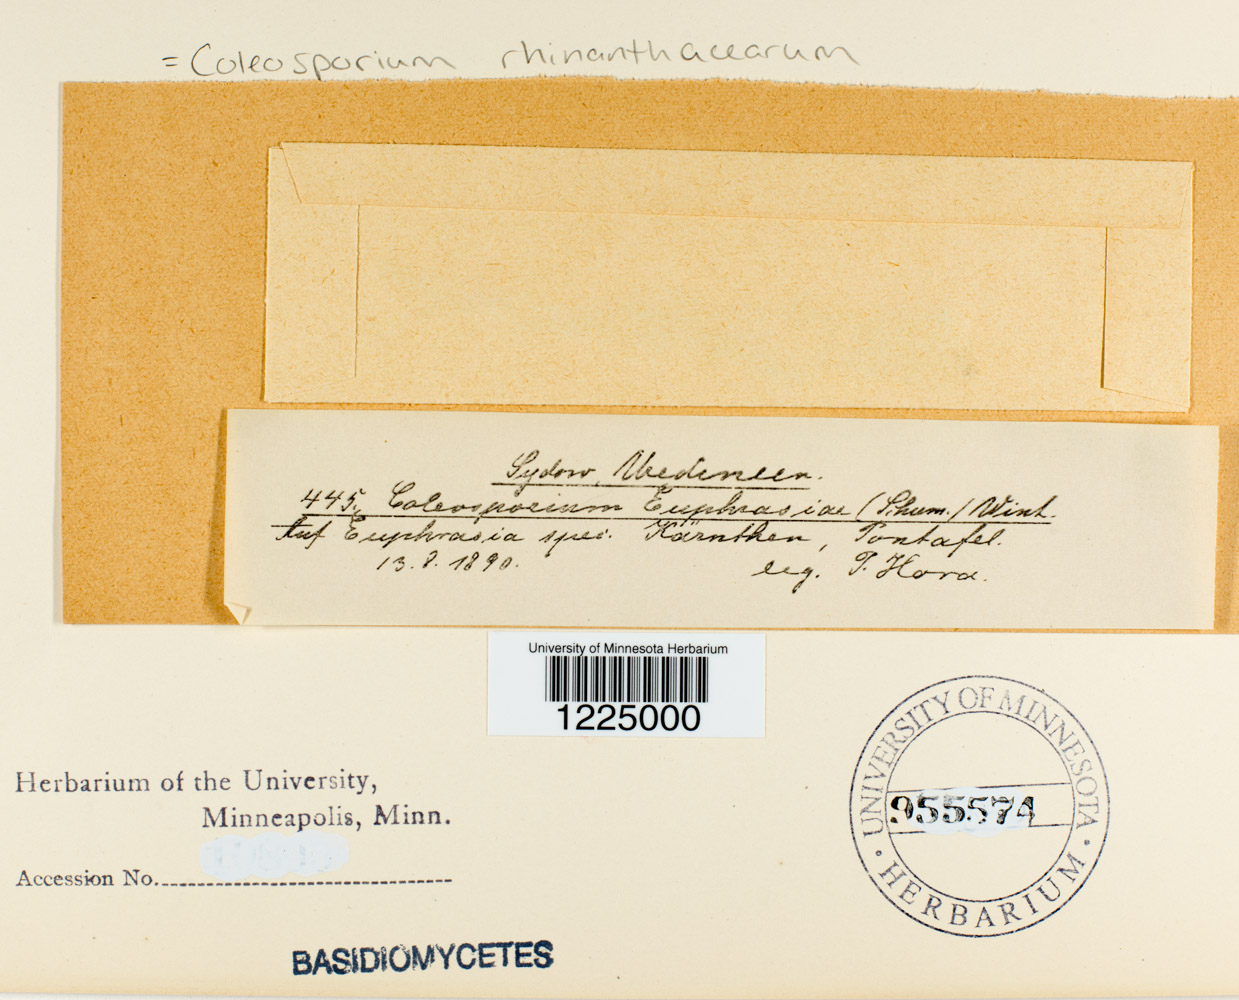 = Coleosporium rhinanthacearum
Sydow, Uredineen.
445. Coleosporium Euphrasiae (Schum.) Wint.
Auf Euphrasia spec. Kärnthen, Pontafel.
13. 8. 1890. leg. P. Hora.
University of Minnesota Herbarium
1225000
UNIVERSITY OF MINNESOTA
955574
• HERBARIUM •
Herbarium of the University,
Minneapolis, Minn.
Accession No.
BASIDIOMYCETES